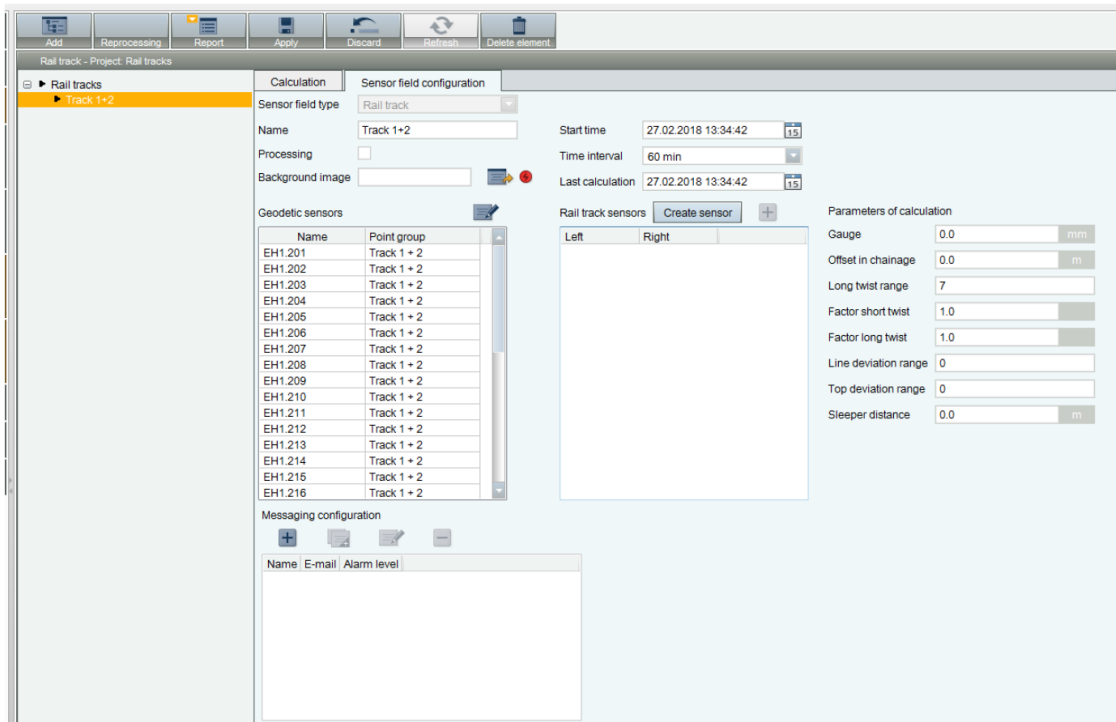 Add Reprocessing Report Apply Discard Refresh Delete element
Rail track - Project: Rail tracks
Rail tracks
Track 1+2
Calculation Sensor field configuration
Sensor field type Rail track
Name Track 1+2 Start time 27.02.2018 13:34:42 15
Processing Time interval 60 min
Background image Last calculation 27.02.2018 13:34:42 15
Geodetic sensors Rail track sensors Create sensor Parameters of calculation
Name Point group Left Right Gauge 0.0 mm
EH1.201 Track 1 + 2
EH1.202 Track 1 + 2 Offset in chainage 0.0 m
EH1.203 Track 1 + 2 Long twist range 7
EH1.204 Track 1 + 2
EH1.205 Track 1 + 2 Factor short twist 1.0
EH1.206 Track 1 + 2 Factor long twist 1.0
EH1.207 Track 1 + 2
EH1.208 Track 1 + 2 Line deviation range 0
EH1.209 Track 1 + 2
EH1.210 Track 1 + 2 Top deviation range 0
EH1.211 Track 1 + 2 Sleeper distance 0.0 m
EH1.212 Track 1 + 2
EH1.213 Track 1 + 2
EH1.214 Track 1 + 2
EH1.215 Track 1 + 2
EH1.216 Track 1 + 2
Messaging configuration
Name E-mail Alarm level